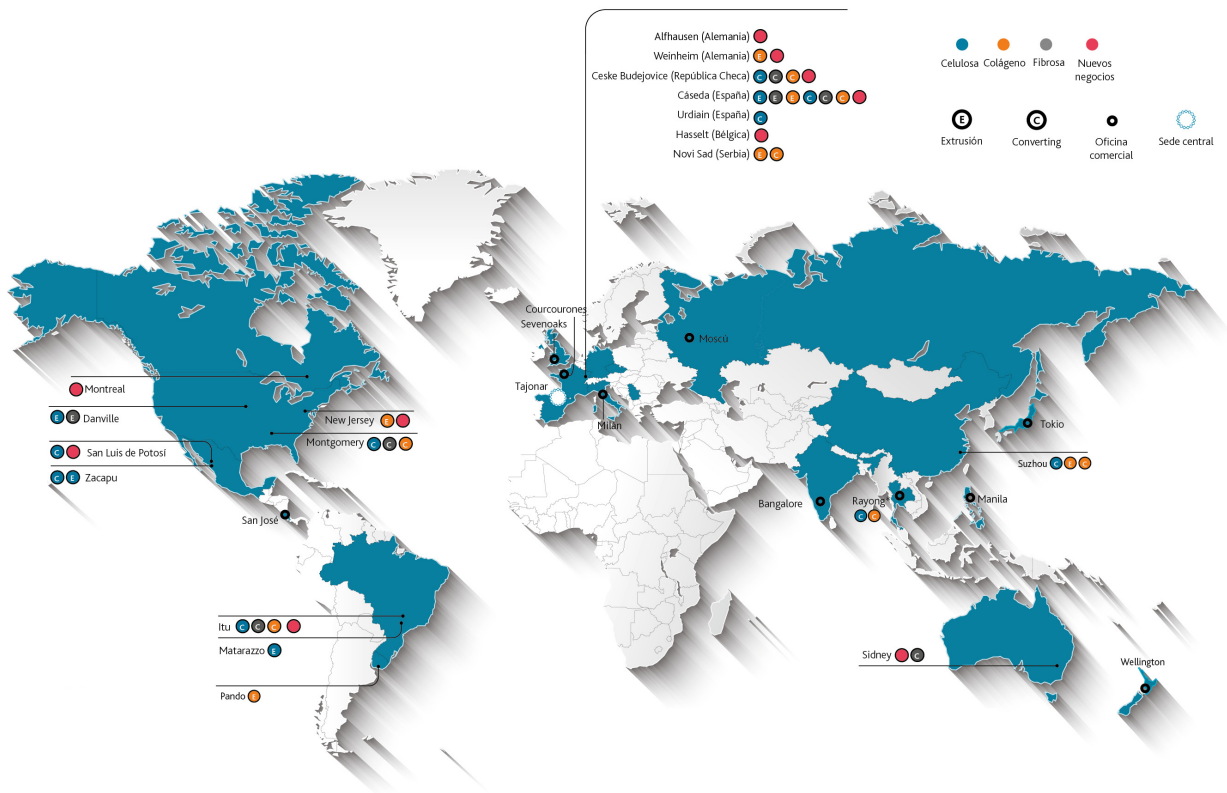 Alfhausen (Alemania)
Weinheim (Alemania) E
Ceske Budejovice (República Checa) C C C
Cáseda (España) E E E C C C C
Urdiain (España) C
Hasselt (Bélgica)
Novi Sad (Serbia) E C
Celulosa Colágeno Fibrosa Nuevos negocios
E C
Extrusión Converting Oficina comercial Sede central
Courcourones
Sevenoaks
Moscú
Tajonar
Milán
Montreal
E E Danville
New Jersey E
Montgomery C C C
C San Luis de Potosí
C E Zacapu
San José
Tokio
Suzhou C E C
Bangalore
Rayong
C C
Manila
Itu C C C
Matarazzo E
Pando E
Sidney C
Wellington